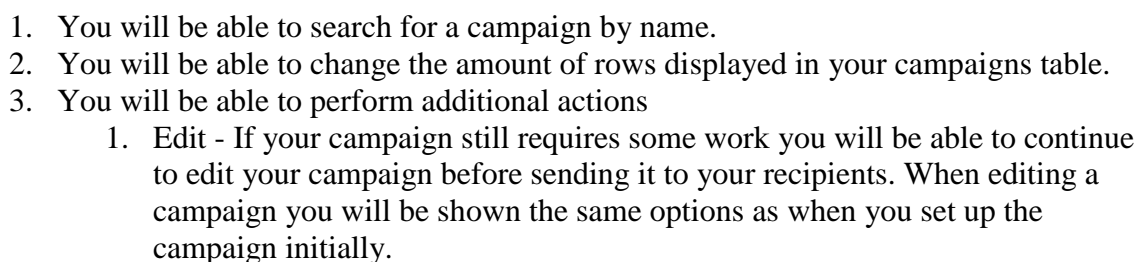 1. You will be able to search for a campaign by name.
2. You will be able to change the amount of rows displayed in your campaigns table.
3. You will be able to perform additional actions
1. Edit - If your campaign still requires some work you will be able to continue
to edit your campaign before sending it to your recipients. When editing a
campaign you will be shown the same options as when you set up the
campaign initially.